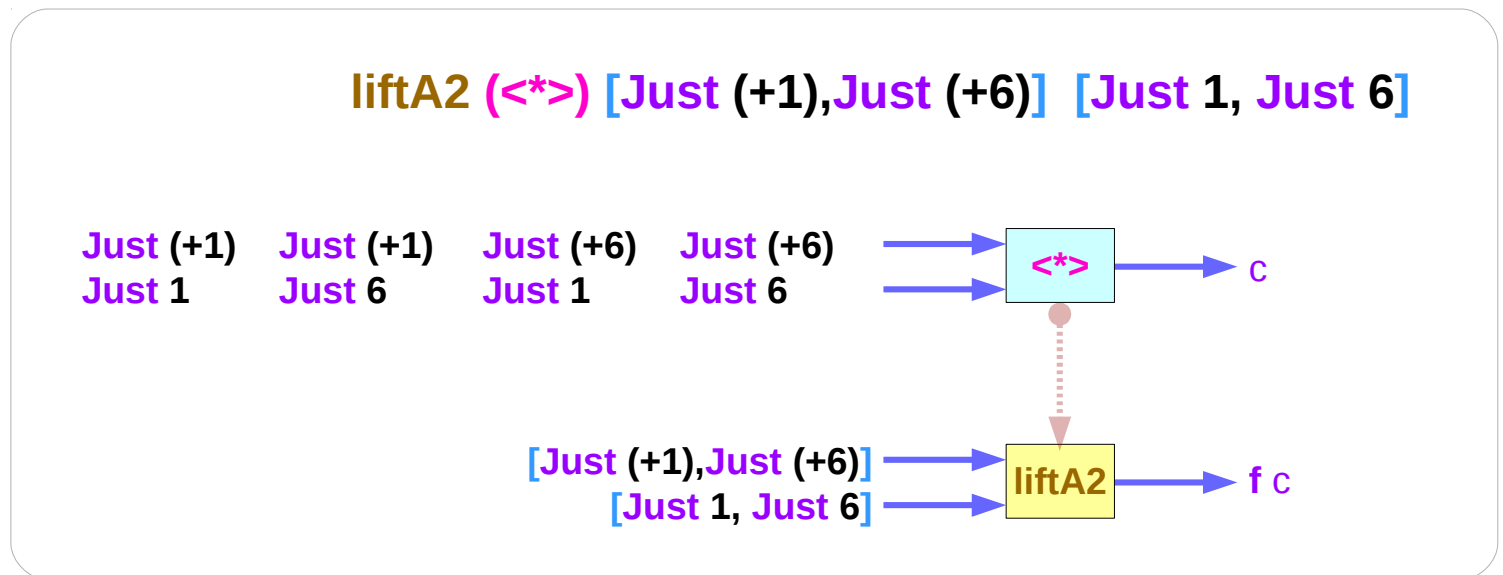 liftA2 (<*>) [Just (+1),Just (+6)] [Just 1, Just 6]
Just (+1) Just (+1) Just (+6) Just (+6)
Just 1 Just 6 Just 1 Just 6
<*>
c
[Just (+1),Just (+6)]
[Just 1, Just 6]
liftA2
f c